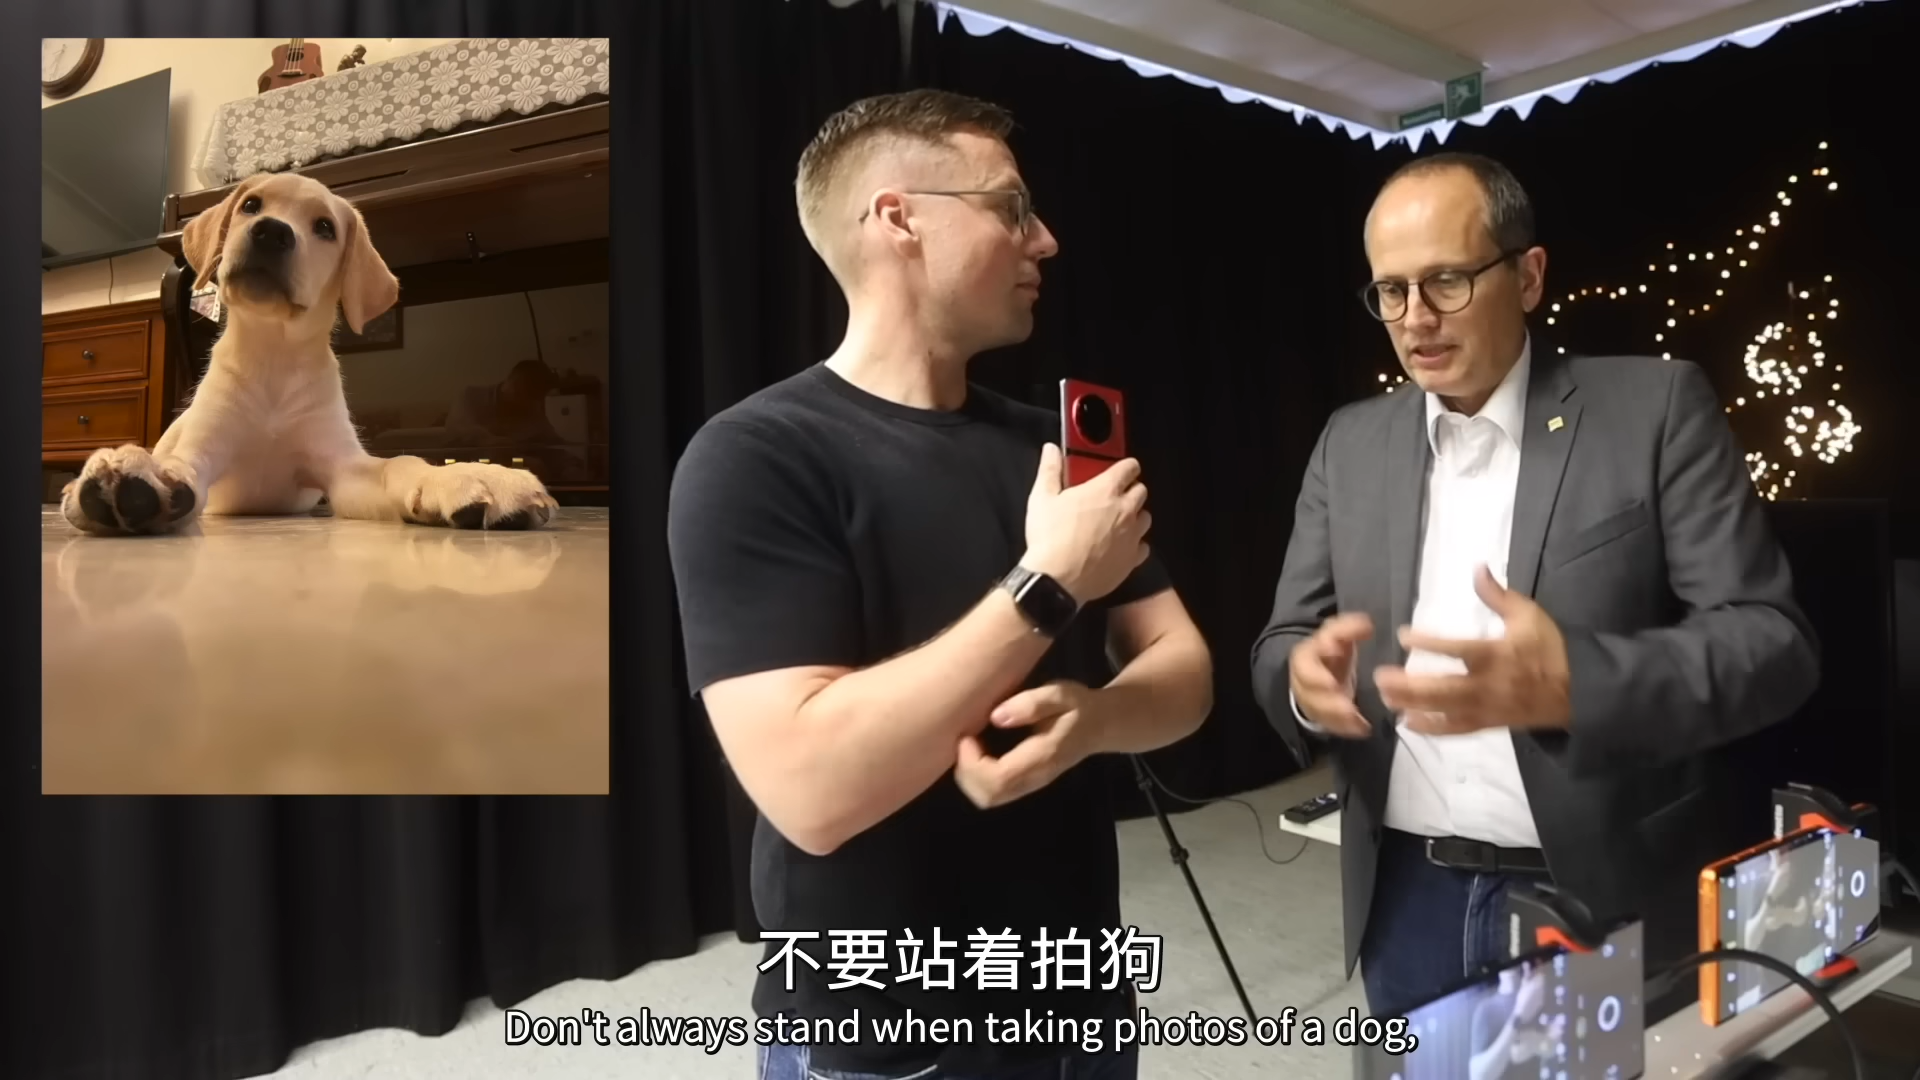 不要站着拍狗
Don't always stand when taking photos of a dog,